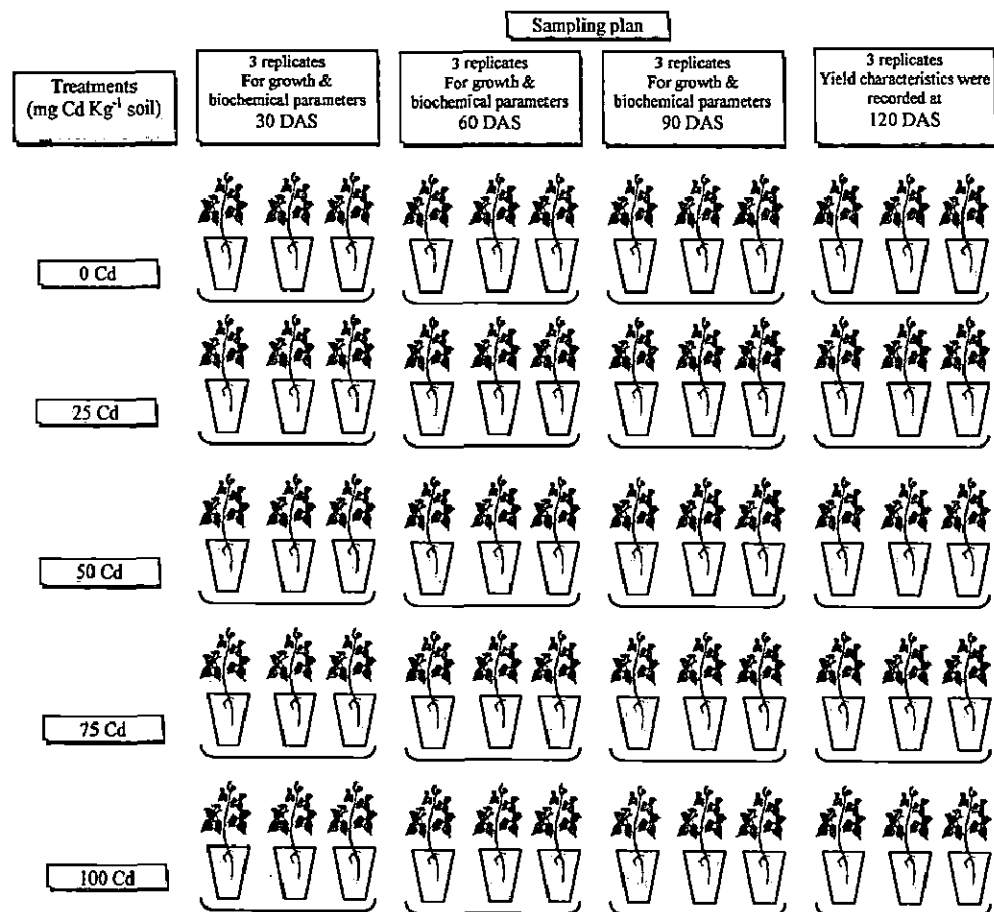 Sampling plan
Treatments
(mg Cd Kg⁻¹ soil)
3 replicates
For growth &
biochemical parameters
30 DAS
3 replicates
For growth &
biochemical parameters
60 DAS
3 replicates
For growth &
biochemical parameters
90 DAS
3 replicates
Yield characteristics were
recorded at
120 DAS
0 Cd
25 Cd
50 Cd
75 Cd
100 Cd